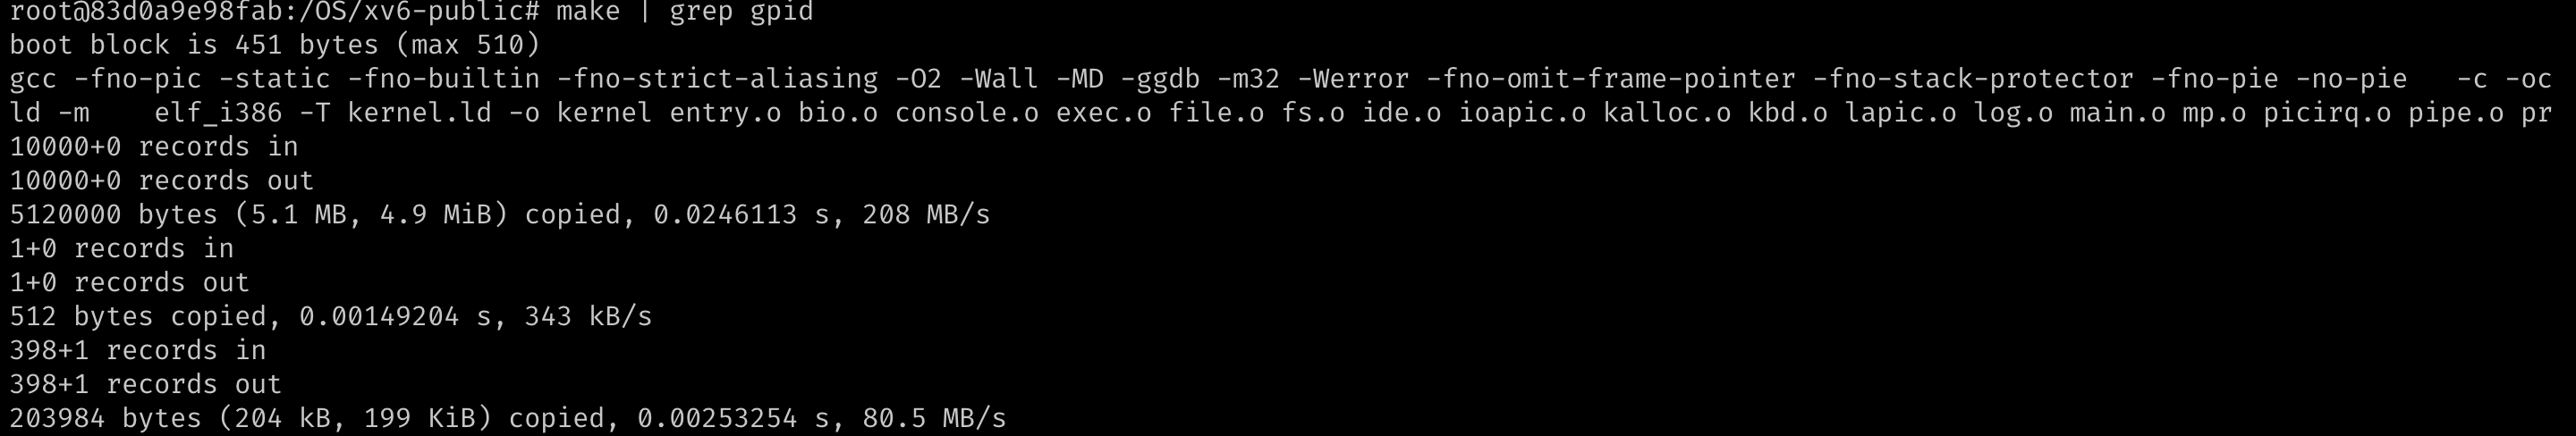 root@83d0a9e98fab:/OS/xv6-public# make | grep gpid
boot block is 451 bytes (max 510)
gcc -fno-pic -static -fno-builtin -fno-strict-aliasing -O2 -Wall -MD -ggdb -m32 -Werror -fno-omit-frame-pointer -fno-stack-protector -fno-pie -no-pie   -c -oc
ld -m    elf_i386 -T kernel.ld -o kernel entry.o bio.o console.o exec.o file.o fs.o ide.o ioapic.o kalloc.o kbd.o lapic.o log.o main.o mp.o picirq.o pipe.o pr
10000+0 records in
10000+0 records out
5120000 bytes (5.1 MB, 4.9 MiB) copied, 0.0246113 s, 208 MB/s
1+0 records in
1+0 records out
512 bytes copied, 0.00149204 s, 343 kB/s
398+1 records in
398+1 records out
203984 bytes (204 kB, 199 KiB) copied, 0.00253254 s, 80.5 MB/s